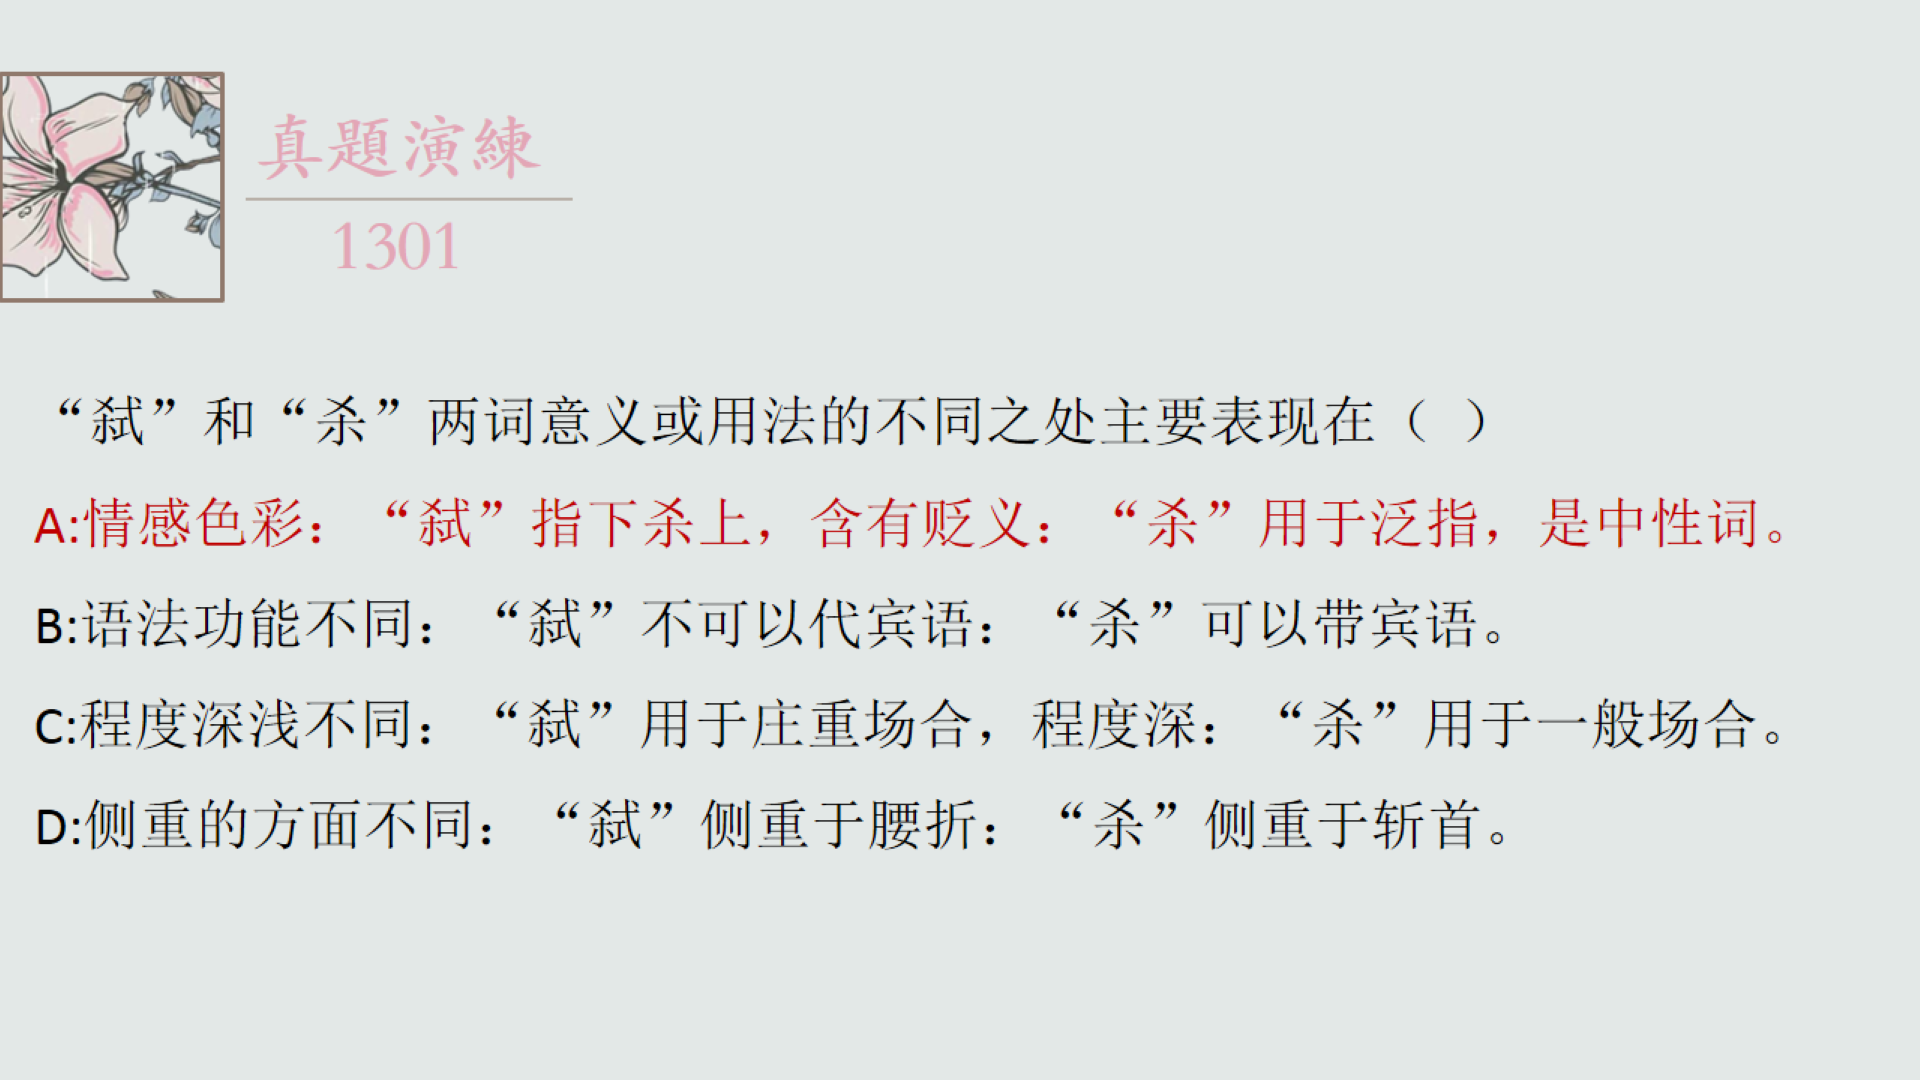 真題演練
1301
“弑”和“杀”两词意义或用法的不同之处主要表现在（ ）
A:情感色彩：“弑”指下杀上，含有贬义：“杀”用于泛指，是中性词。
B:语法功能不同：“弑”不可以代宾语：“杀”可以带宾语。
C:程度深浅不同：“弑”用于庄重场合，程度深：“杀”用于一般场合。
D:侧重的方面不同：“弑”侧重于腰折：“杀”侧重于斩首。